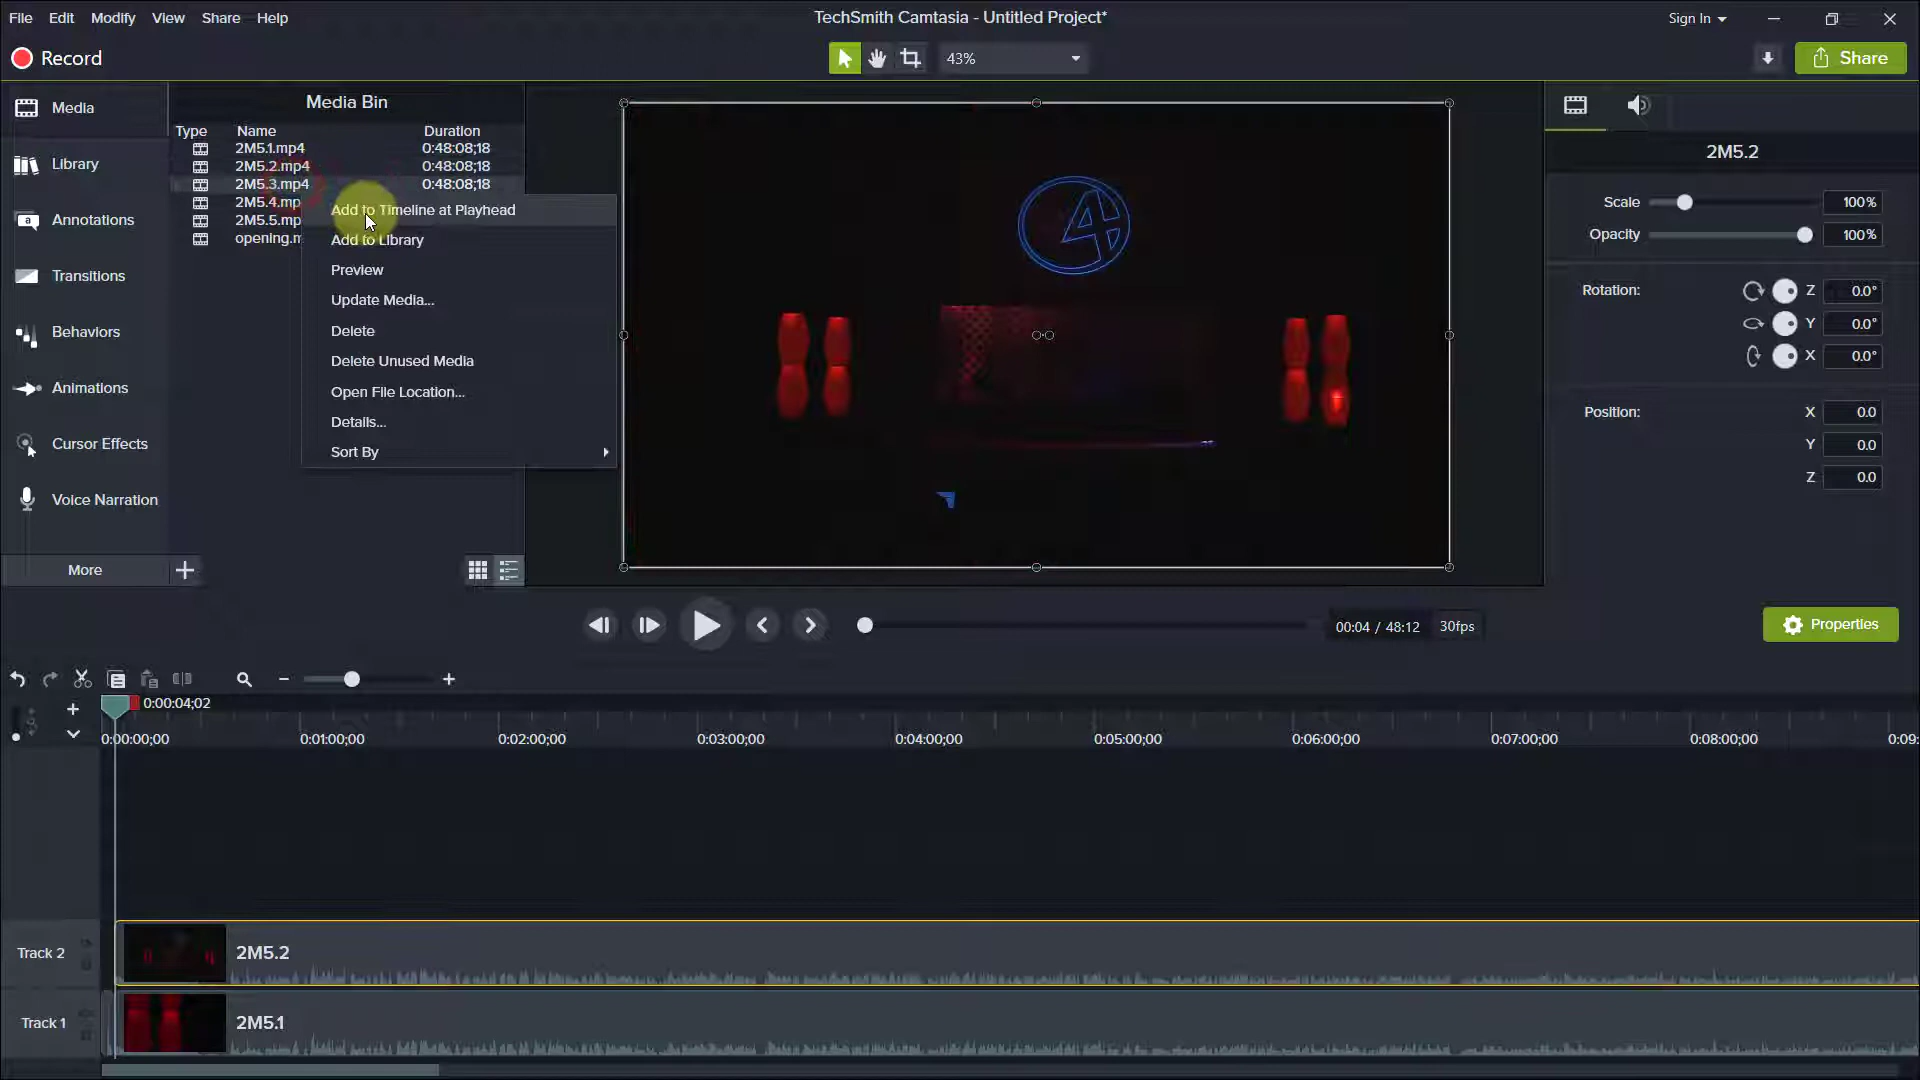 File Edit Modify View Share Help
TechSmith Camtasia - Untitled Project*
Sign In
Record
43%
Share
Media
Library
Annotations
Transitions
Behaviors
Animations
Cursor Effects
Voice Narration
More
Media Bin
Type Name Duration
2M5.1.mp4 0:48:08;18
2M5.2.mp4 0:48:08;18
2M5.3.mp4 0:48:08;18
2M5.4.mp
2M5.5.mp
opening.m
Add to Timeline at Playhead
Add to Library
Preview
Update Media...
Delete
Delete Unused Media
Open File Location...
Details...
Sort By
4
2M5.2
Scale 100%
Opacity 100%
Rotation: Z 0.0°
Y 0.0°
X 0.0°
Position: X 0.0
Y 0.0
Z 0.0
00:04 / 48:12 30fps
Properties
0:00:04;02
0:00:00;00 0:01:00;00 0:02:00;00 0:03:00;00 0:04:00;00 0:05:00;00 0:06:00;00 0:07:00;00 0:08:00;00 0:09:
Track 2 2M5.2
Track 1 2M5.1